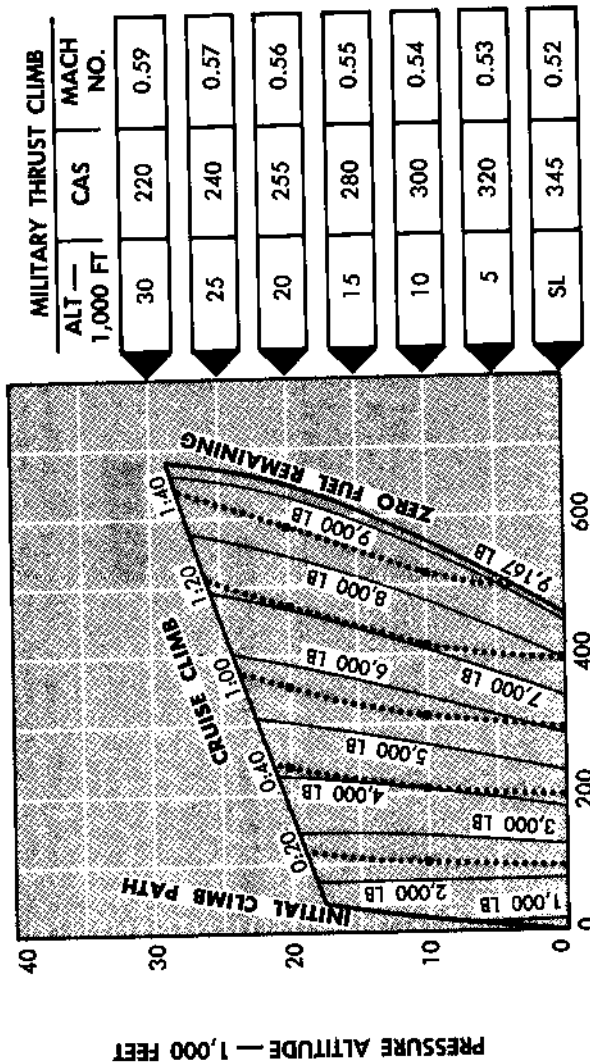 MILITARY THRUST CLIMB
ALT — 1,000 FT CAS MACH NO.
30 220 0.59
25 240 0.57
20 255 0.56
15 280 0.55
10 300 0.54
5 320 0.53
SL 345 0.52
PRESSURE ALTITUDE — 1,000 FEET
40
30
20
10
0
INITIAL CLIMB PATH
CRUISE CLIMB
0:20
0:40
1:00
1:20
1:40
ZERO FUEL REMAINING
1,000 LB
2,000 LB
3,000 LB
4,000 LB
5,000 LB
6,000 LB
7,000 LB
8,000 LB
9,000 LB
9,167 LB
0
200
400
600